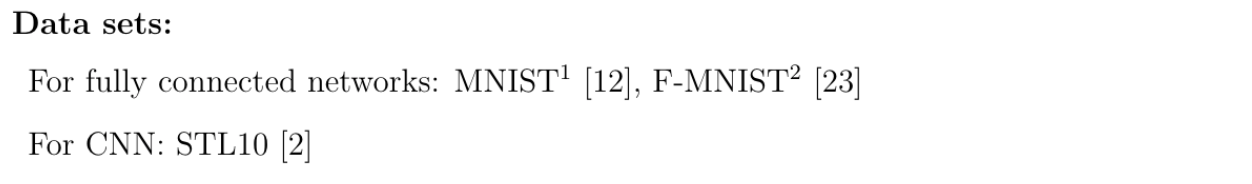 Data sets:
For fully connected networks: MNIST¹ [12], F-MNIST² [23]
For CNN: STL10 [2]